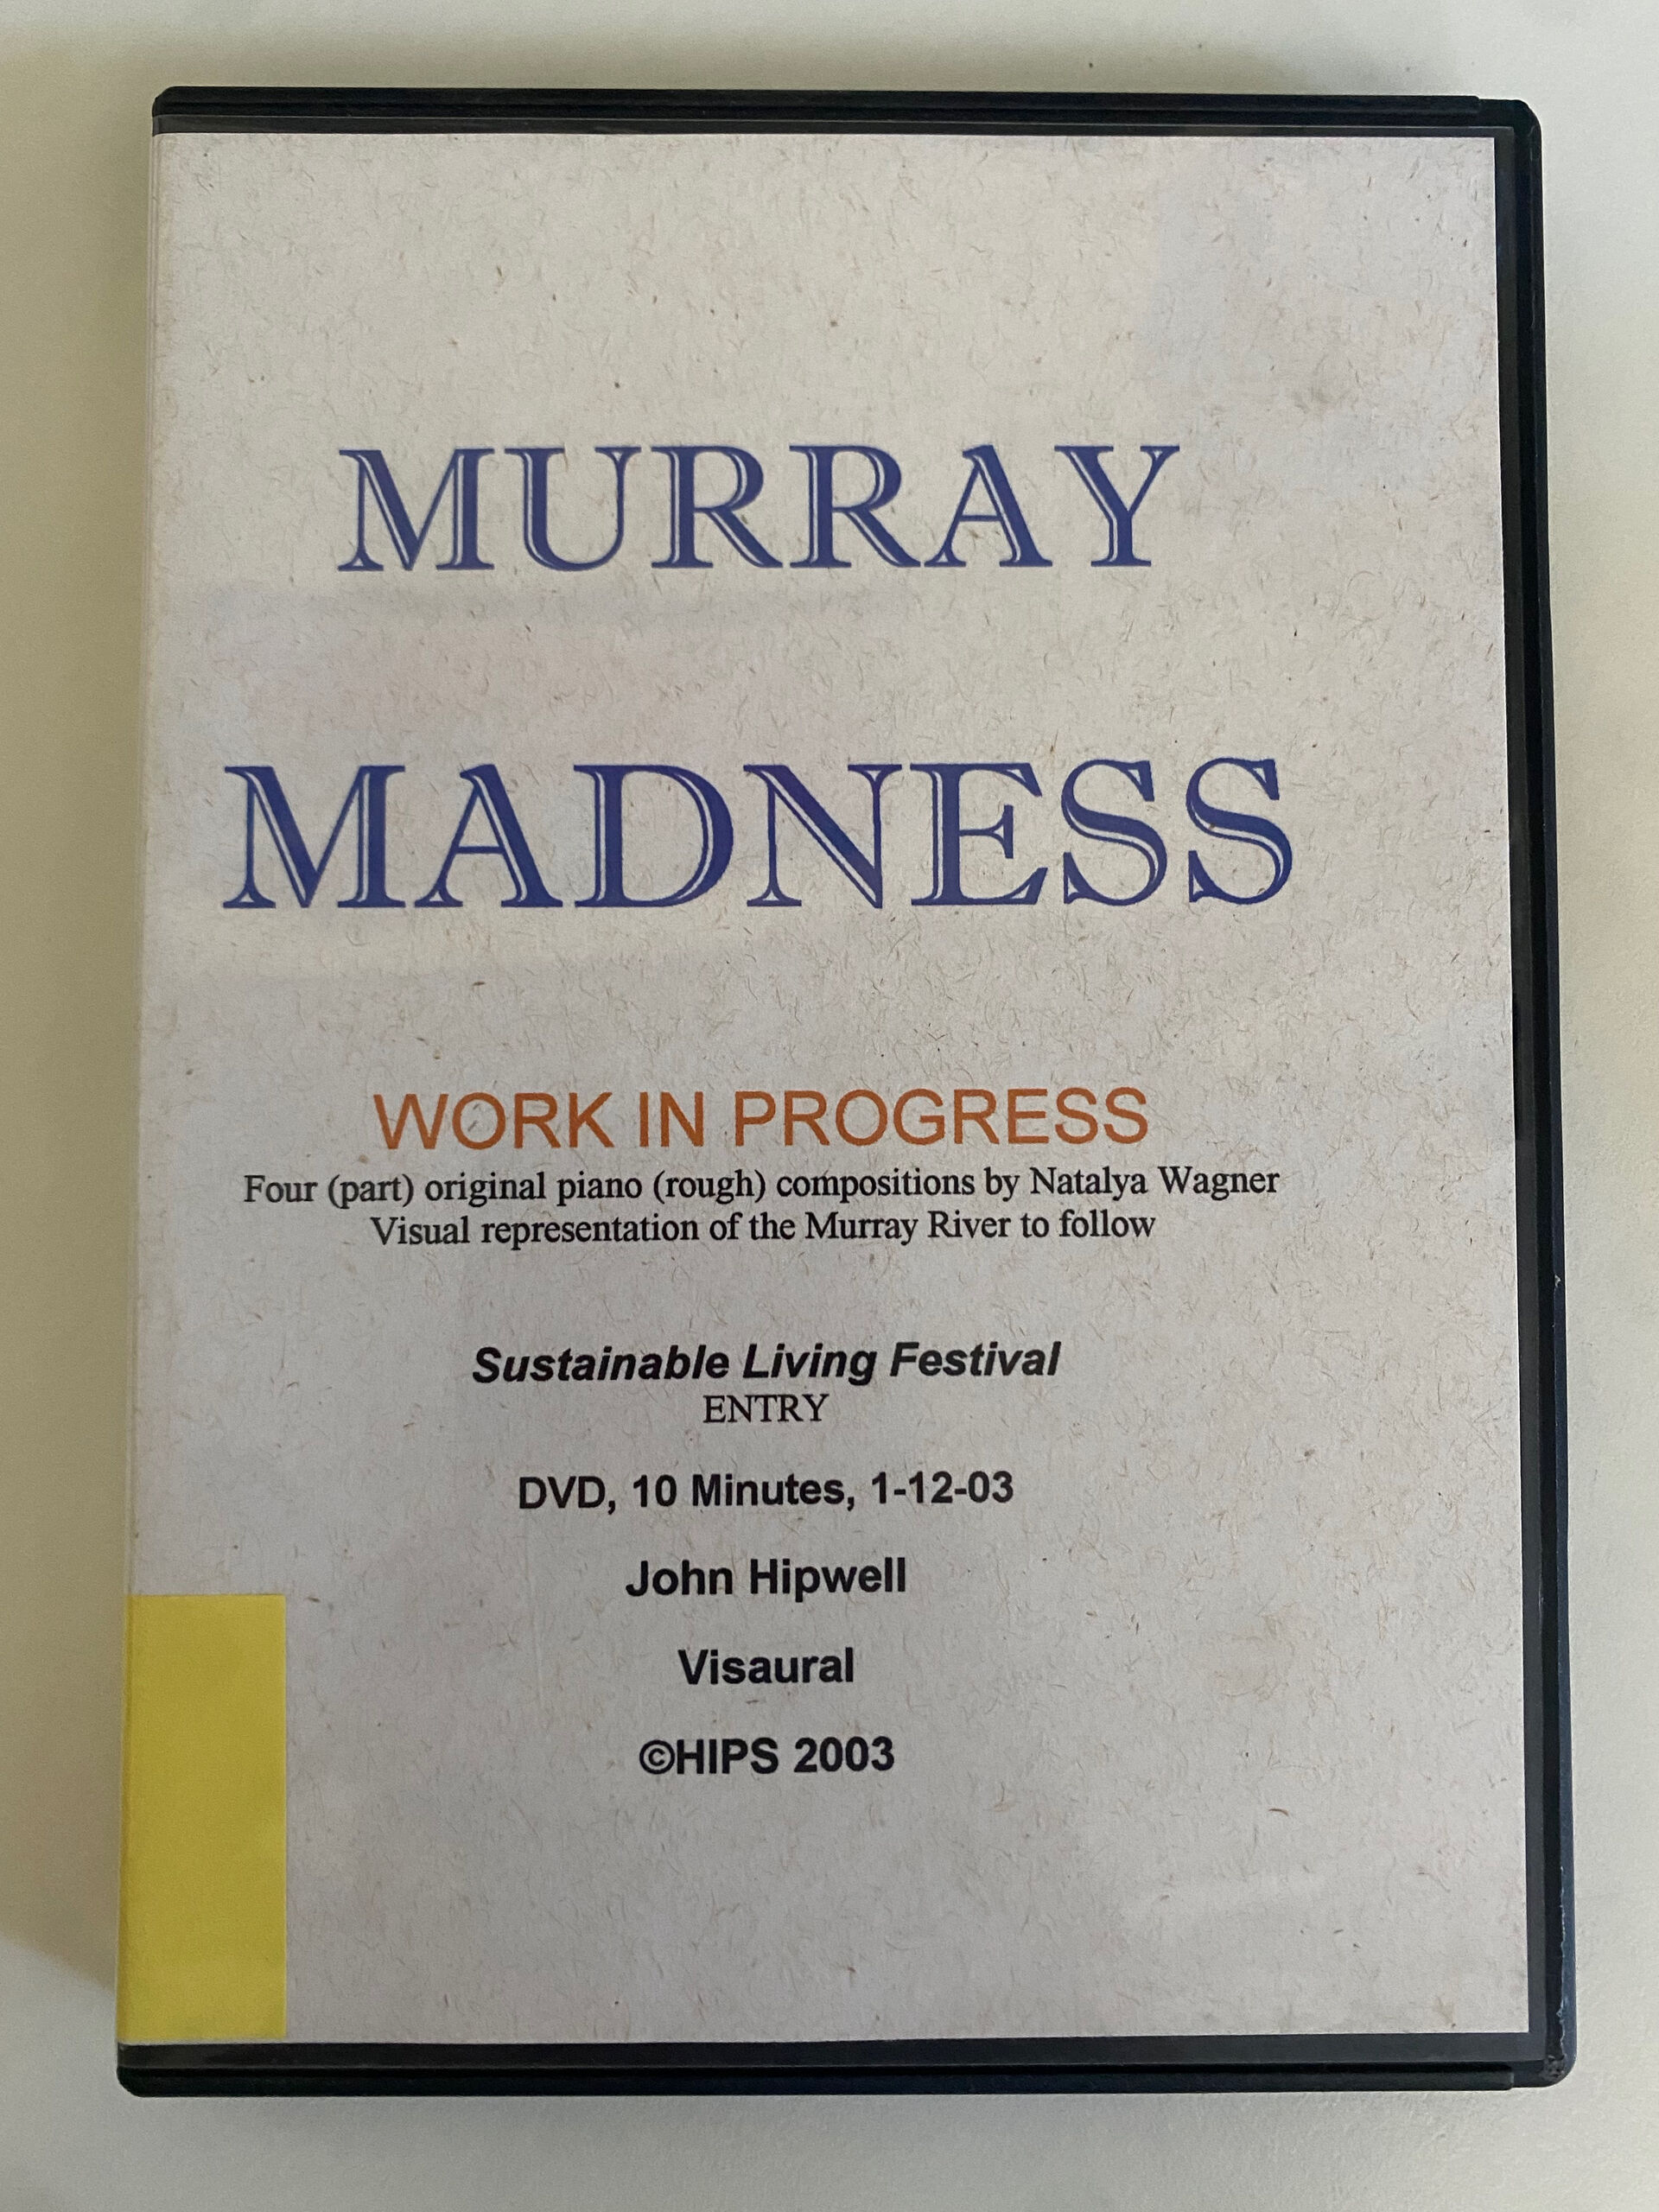 MURRAY
MADNESS
WORK IN PROGRESS
Four (part) original piano (rough) compositions by Natalya Wagner
Visual representation of the Murray River to follow
Sustainable Living Festival
ENTRY
DVD, 10 Minutes, 1-12-03
John Hipwell
Visaural
©HIPS 2003